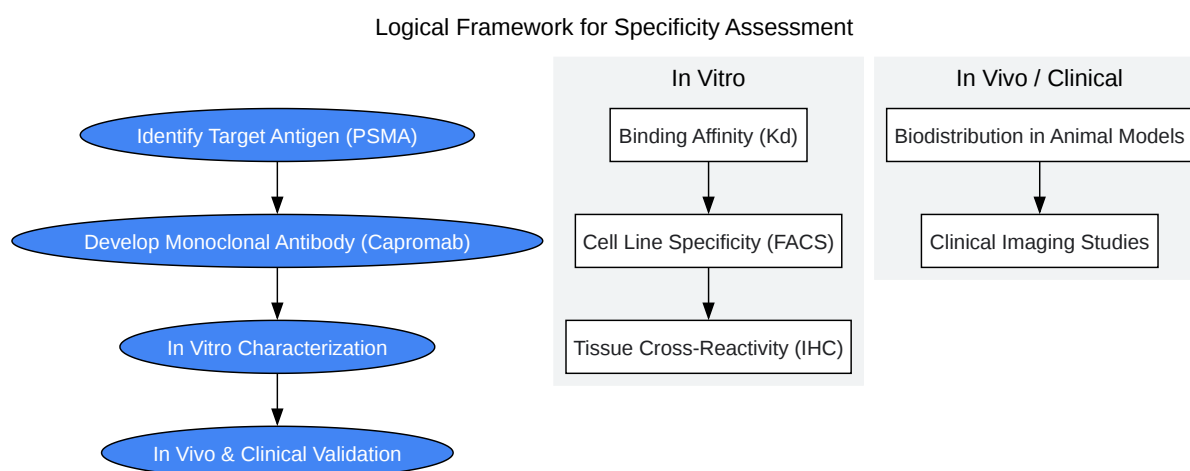 Logical Framework for Specificity Assessment
Identify Target Antigen (PSMA)
Develop Monoclonal Antibody (Capromab)
In Vitro Characterization
In Vivo & Clinical Validation
In Vitro
Binding Affinity (Kd)
Cell Line Specificity (FACS)
Tissue Cross-Reactivity (IHC)
In Vivo / Clinical
Biodistribution in Animal Models
Clinical Imaging Studies